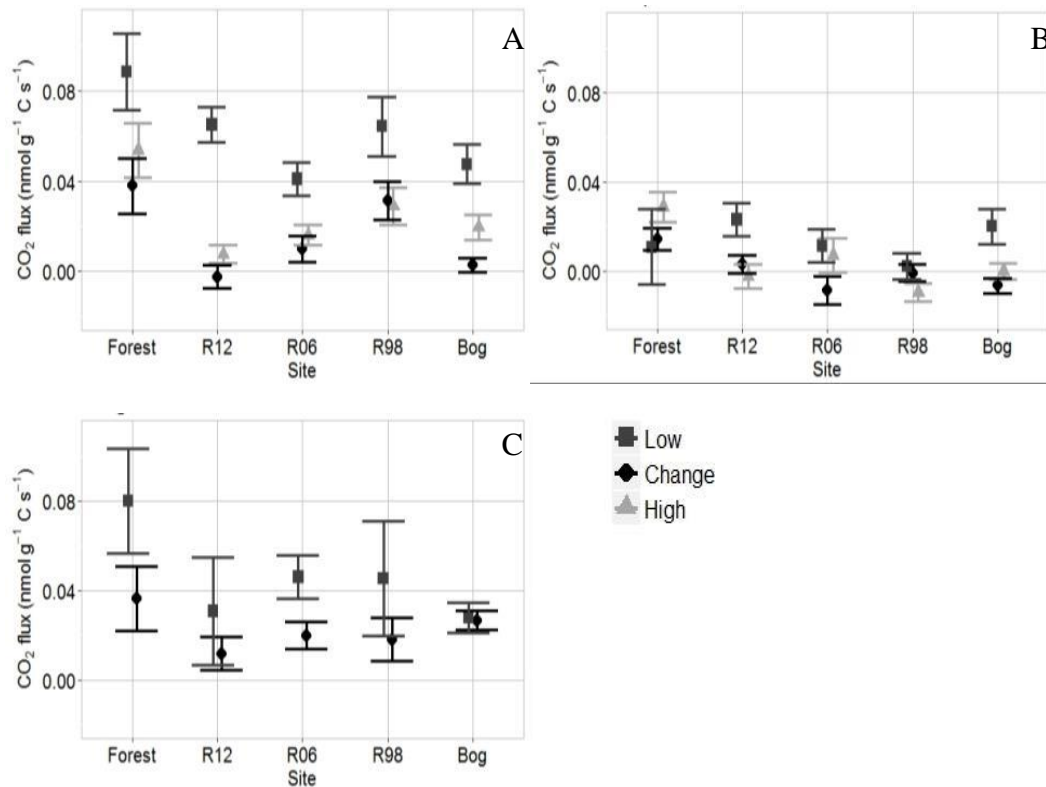 A
CO₂ flux (nmol g⁻¹ C s⁻¹)
0.08
0.04
0.00
Forest R12 R06 R98 Bog
Site
B
CO₂ flux (nmol g⁻¹ C s⁻¹)
0.08
0.04
0.00
Forest R12 R06 R98 Bog
Site
C
CO₂ flux (nmol g⁻¹ C s⁻¹)
0.08
0.04
0.00
Forest R12 R06 R98 Bog
Site
Low
Change
High